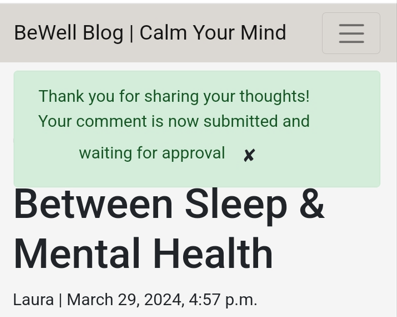 BeWell Blog | Calm Your Mind
Thank you for sharing your thoughts!
Your comment is now submitted and
waiting for approval ✘
Between Sleep &
Mental Health
Laura | March 29, 2024, 4:57 p.m.